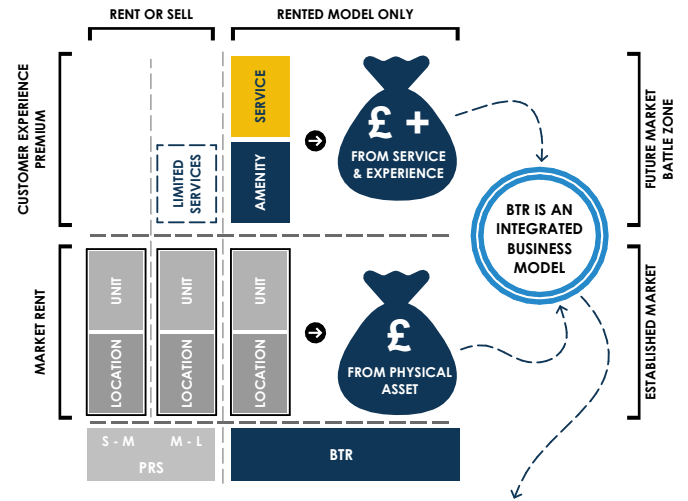 RENT OR SELL
RENTED MODEL ONLY
CUSTOMER EXPERIENCE
PREMIUM
LIMITED
SERVICES
SERVICE
AMENITY
£ +
FROM SERVICE
& EXPERIENCE
FUTURE MARKET
BATTLE ZONE
BTR IS AN
INTEGRATED
BUSINESS
MODEL
MARKET RENT
UNIT
LOCATION
UNIT
LOCATION
UNIT
LOCATION
£
FROM PHYSICAL
ASSET
ESTABLISHED MARKET
S - M
M - L
PRS
BTR